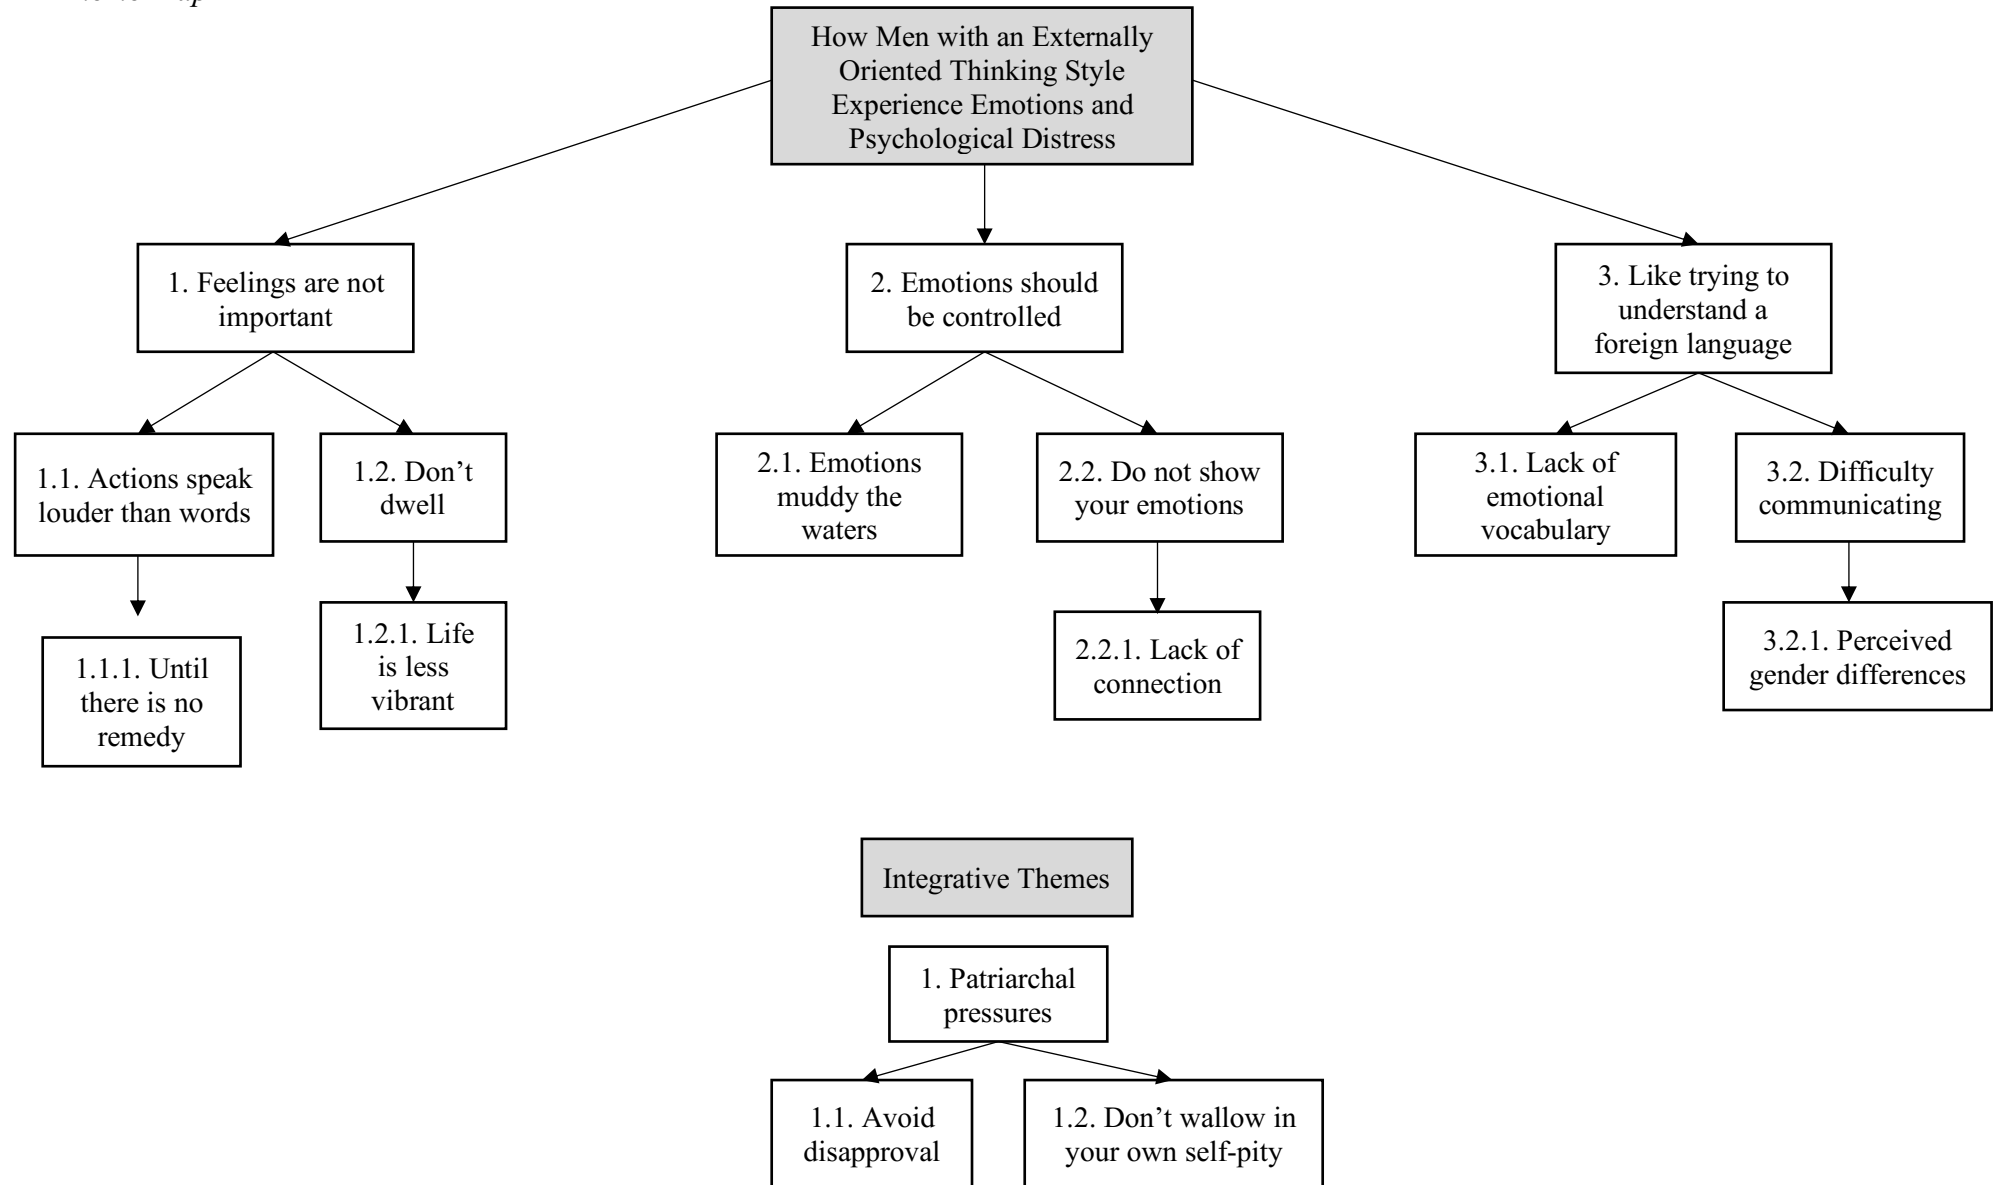 How Men with an Externally
Oriented Thinking Style
Experience Emotions and
Psychological Distress
1. Feelings are not
important
2. Emotions should
be controlled
3. Like trying to
understand a
foreign language
1.1. Actions speak
louder than words
1.2. Don’t
dwell
2.1. Emotions
muddy the
waters
2.2. Do not show
your emotions
3.1. Lack of
emotional
vocabulary
3.2. Difficulty
communicating
1.1.1. Until
there is no
remedy
1.2.1. Life
is less
vibrant
2.2.1. Lack of
connection
3.2.1. Perceived
gender differences
Integrative Themes
1. Patriarchal
pressures
1.1. Avoid
disapproval
1.2. Don’t wallow in
your own self-pity